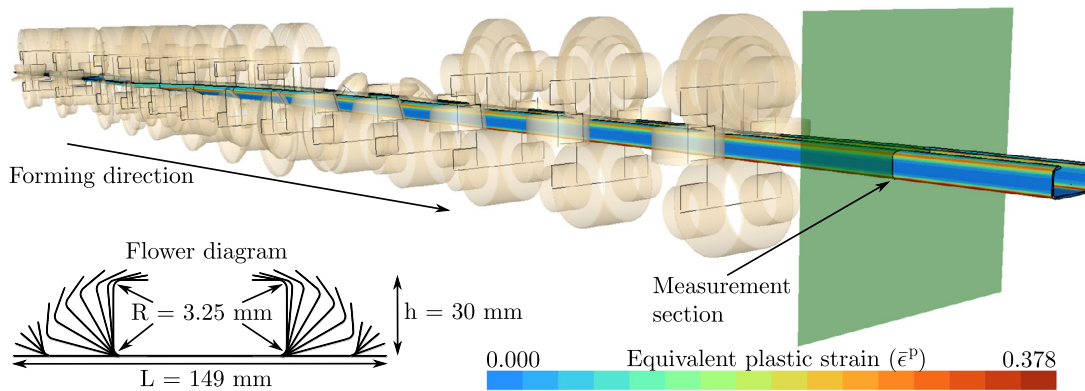 Forming direction
Flower diagram
R = 3.25 mm
h = 30 mm
L = 149 mm
Measurement
section
0.000 Equivalent plastic strain (ε̄ᵖ) 0.378